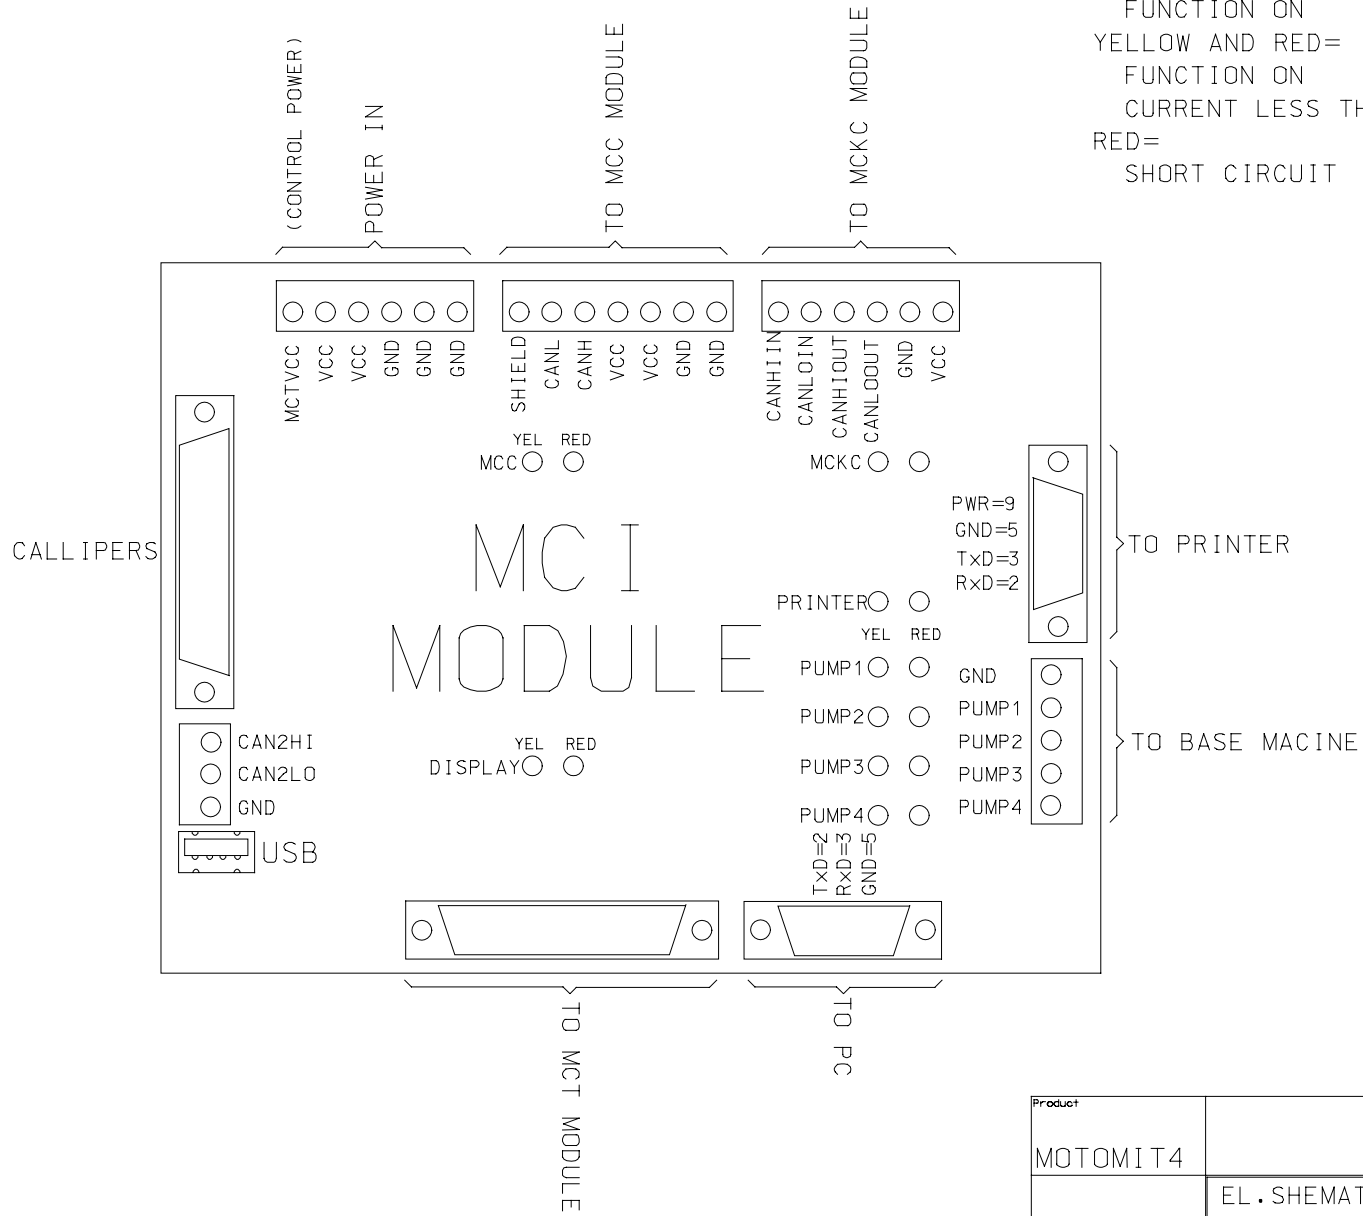 FUNCTION ON
YELLOW AND RED=
FUNCTION ON
CURRENT LESS
RED=
SHORT CIRCUIT
(CONTROL POWER)
POWER IN
TO MCC MODULE
TO MCKC MODULE
MCTVCC
VCC
VCC
GND
GND
GND
SHIELD
CANL
CANH
VCC
VCC
GND
GND
CANHIIN
CANLOIN
CANHIOUT
CANLOOUT
GND
VCC
YEL RED
MCC
MCKC
CALLIPERS
MCI
MODULE
PWR=9
GND=5
TxD=3
RxD=2
TO PRINTER
PRINTER
YEL RED
PUMP1
PUMP2
PUMP3
PUMP4
GND
PUMP1
PUMP2
PUMP3
PUMP4
TO BASE MACINE
YEL RED
DISPLAY
CAN2HI
CAN2LO
GND
USB
TxD=2
RxD=3
GND=5
TO MCT MODULE
TO PC
Product
MOTOMIT4
EL.SHEMAT